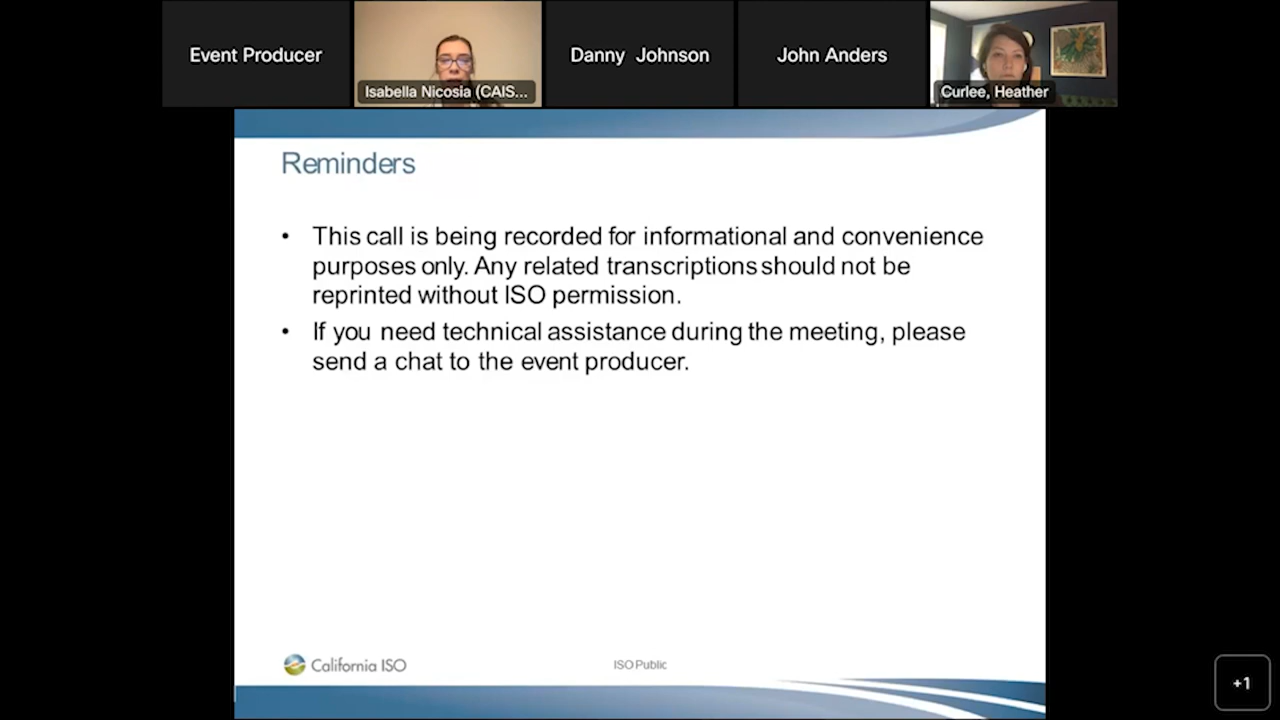 Event Producer
Isabella Nicosia (CAIS...
Danny Johnson
John Anders
Curlee, Heather
Reminders
• This call is being recorded for informational and convenience
purposes only. Any related transcriptions should not be
reprinted without ISO permission.
• If you need technical assistance during the meeting, please
send a chat to the event producer.
California ISO
ISO Public
+1